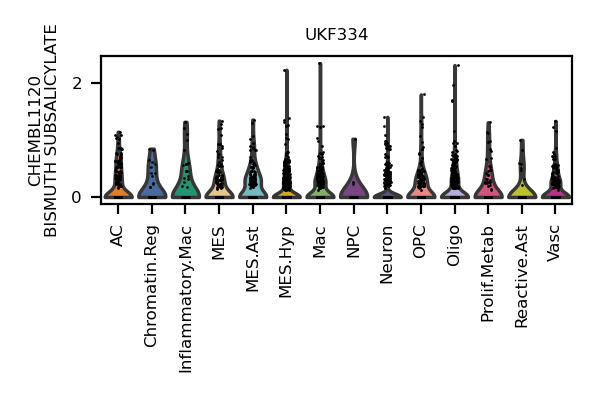 UKF334
CHEMBL1120
BISMUTH SUBSALICYLATE
2
0
AC
Chromatin.Reg
Inflammatory.Mac
MES
MES.Ast
MES.Hyp
Mac
NPC
Neuron
OPC
Oligo
Prolif.Metab
Reactive.Ast
Vasc